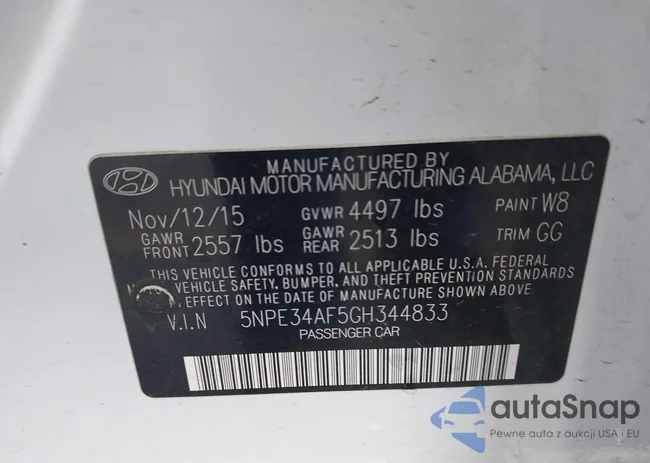 MANUFACTURED BY
HYUNDAI MOTOR MANUFACTURING ALABAMA, LLC
Nov/12/15 GVWR 4497 lbs PAINT W8
GAWR FRONT 2557 lbs GAWR REAR 2513 lbs TRIM GG
THIS VEHICLE CONFORMS TO ALL APPLICABLE U.S.A. FEDERAL
VEHICLE SAFETY, BUMPER, AND THEFT PREVENTION STANDARDS
EFFECT ON THE DATE OF MANUFACTURE SHOWN ABOVE.
V.I.N 5NPE34AF5GH344833
PASSENGER CAR
autaSnap
Pewne auta z aukcji USA · EU